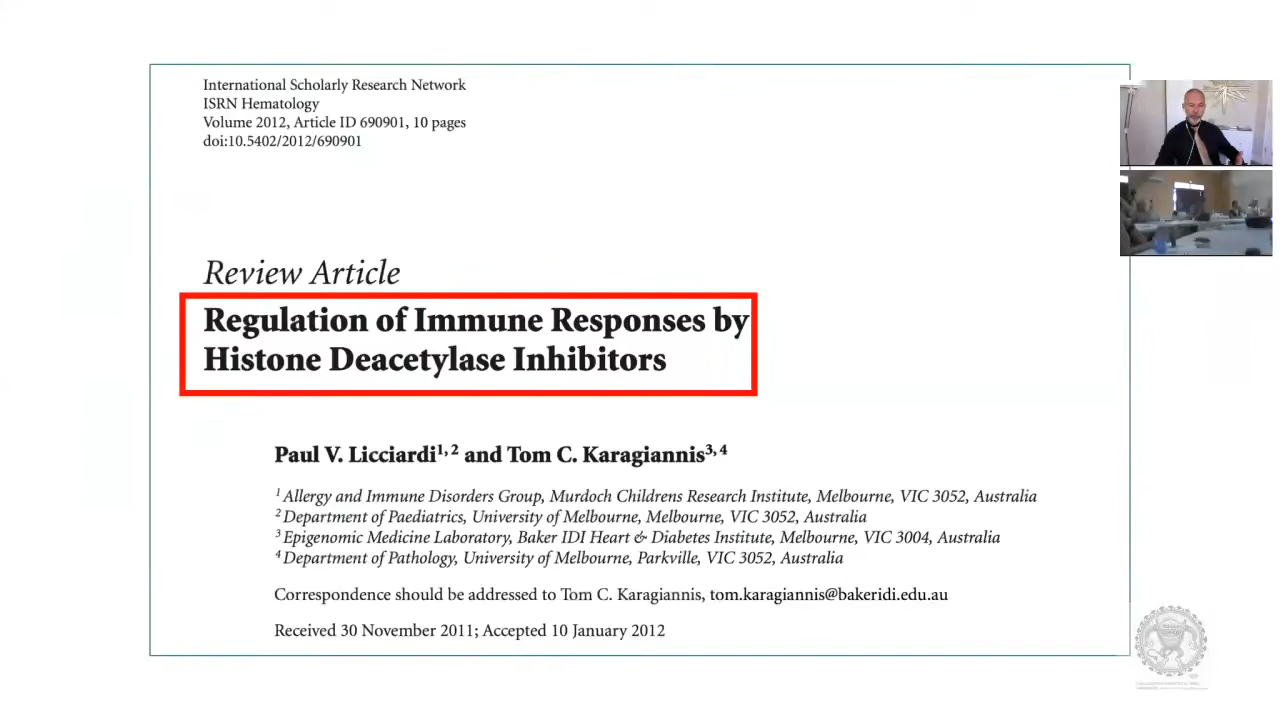 International Scholarly Research Network
ISRN Hematology
Volume 2012, Article ID 690901, 10 pages
doi:10.5402/2012/690901
Review Article
Regulation of Immune Responses by
Histone Deacetylase Inhibitors
Paul V. Licciardi1, 2 and Tom C. Karagiannis3, 4
1 Allergy and Immune Disorders Group, Murdoch Childrens Research Institute, Melbourne, VIC 3052, Australia
2 Department of Paediatrics, University of Melbourne, Melbourne, VIC 3052, Australia
3 Epigenomic Medicine Laboratory, Baker IDI Heart & Diabetes Institute, Melbourne, VIC 3004, Australia
4 Department of Pathology, University of Melbourne, Parkville, VIC 3052, Australia
Correspondence should be addressed to Tom C. Karagiannis, tom.karagiannis@bakeridi.edu.au
Received 30 November 2011; Accepted 10 January 2012